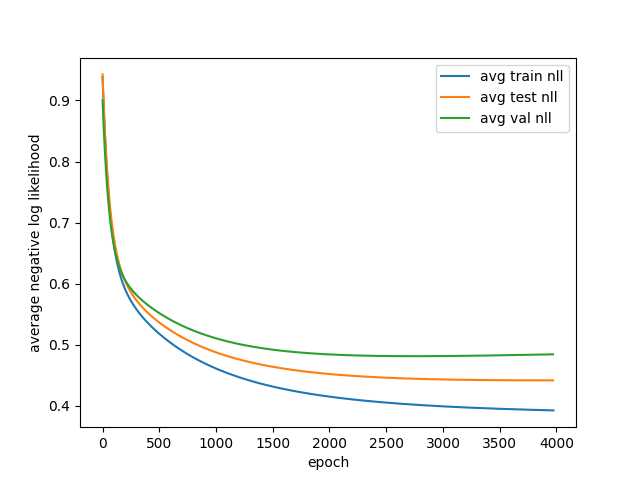 avg train nll
avg test nll
avg val nll
average negative log likelihood
0.9
0.8
0.7
0.6
0.5
0.4
0 500 1000 1500 2000 2500 3000 3500 4000
epoch